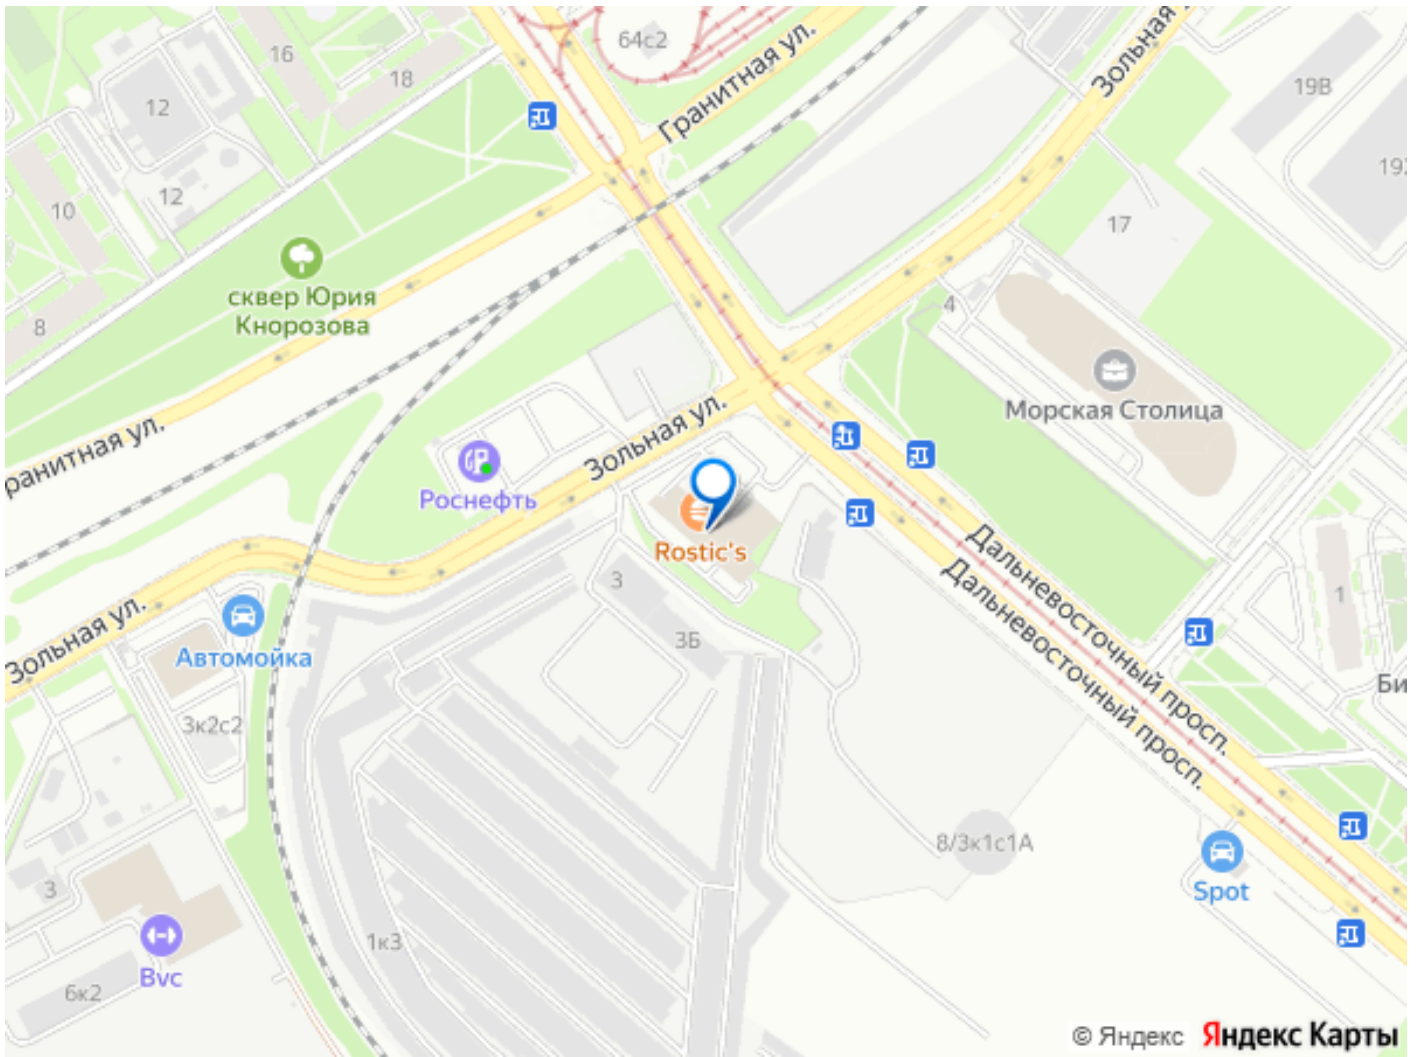 64с2
16
18
Гранитная ул.
Зольная
19В
12
12
10
17
сквер Юрия
Кнорозова
4
8
Морская Столица
Зольная ул.
ранитная ул.
Роснефть
Rostic's
Дальневосточный просп.
Дальневосточный просп.
3
1
Зольная ул.
Автомойка
3Б
Би
3к2с2
8/3к1с1А
3
Spot
1к3
Bvc
6к2
© Яндекс Яндекс Карты